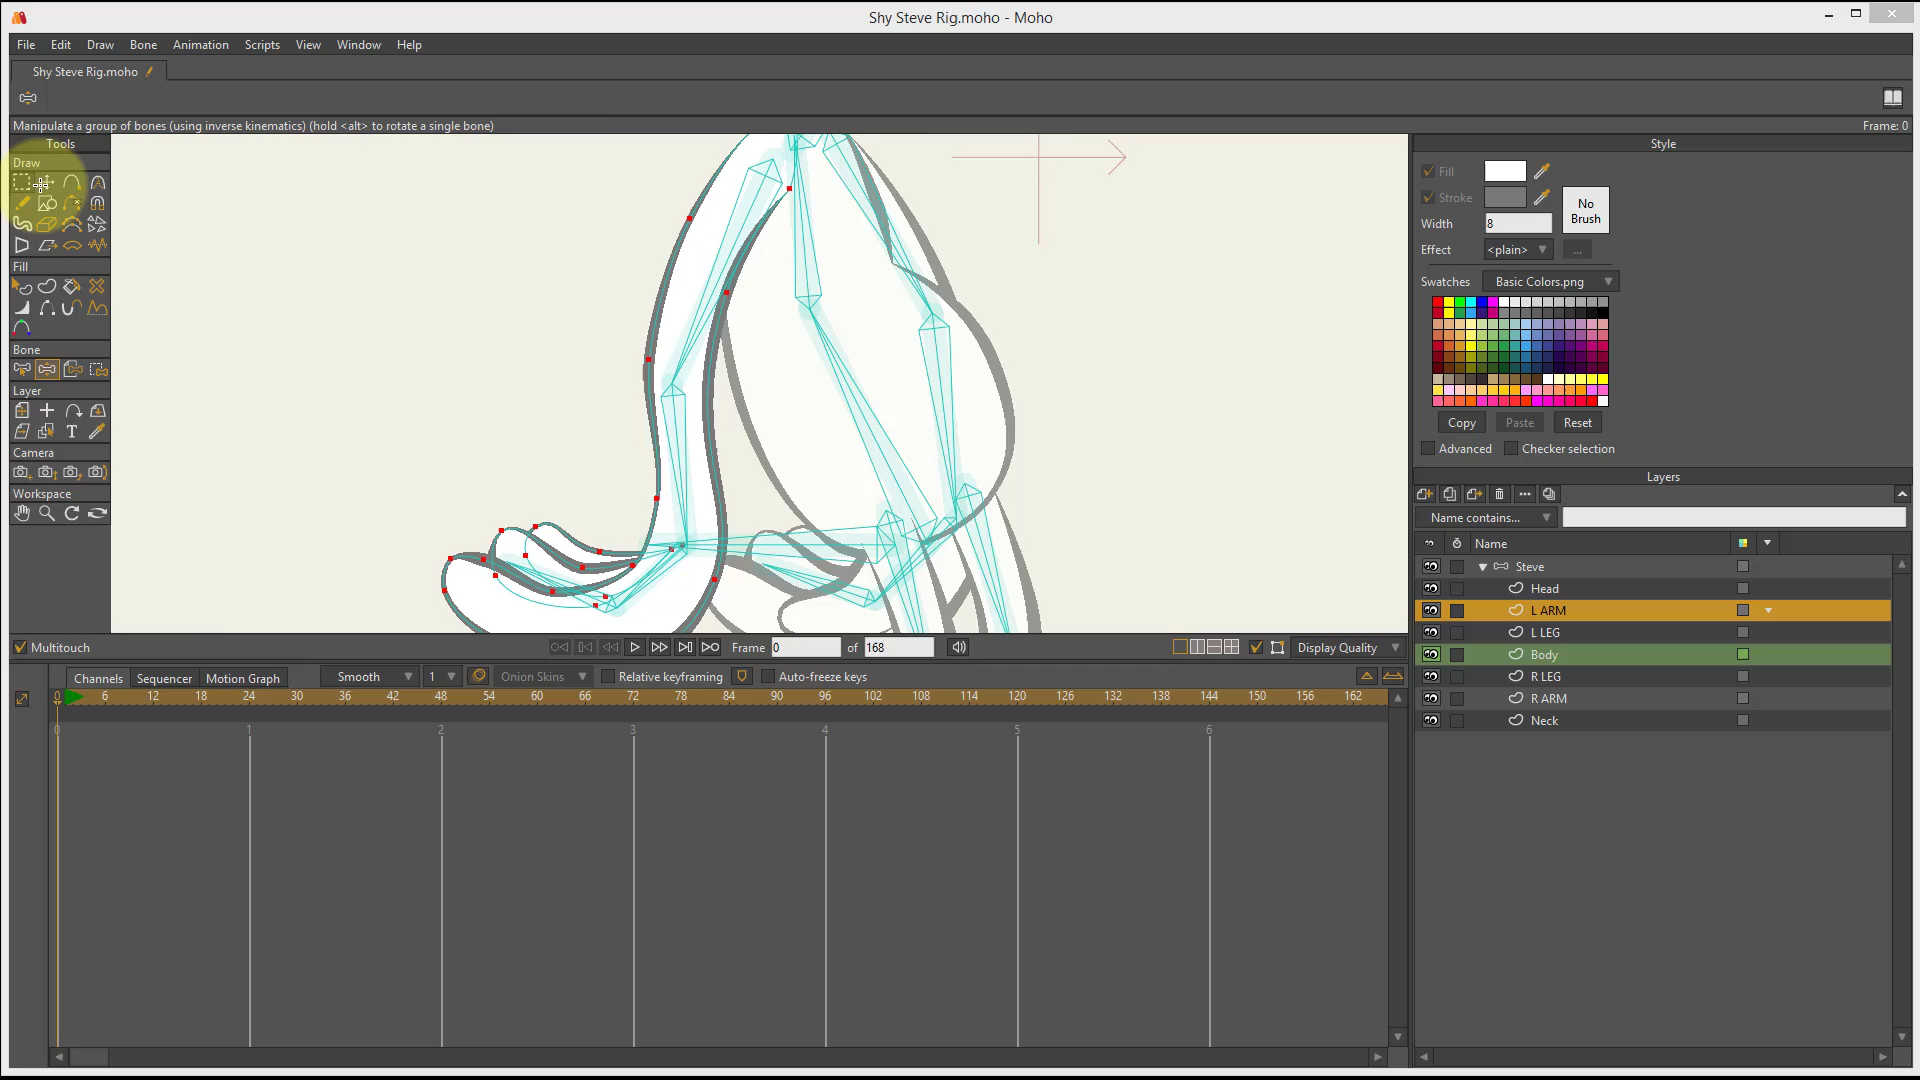 Shy Steve Rig.moho - Moho
File Edit Draw Bone Animation Scripts View Window Help
Shy Steve Rig.moho
Manipulate a group of bones (using inverse kinematics) (hold <alt> to rotate a single bone)
Frame: 0
Tools
Draw
Fill
Bone
Layer
T
Camera
Workspace
Style
Fill
Stroke
No Brush
Width 8
Effect <plain> ...
Swatches Basic Colors.png
Copy Paste Reset
Advanced Checker selection
Layers
Name contains...
Name
Steve
Head
L ARM
L LEG
Body
R LEG
R ARM
Neck
Multitouch
Frame 0 of 168
Display Quality
Channels Sequencer Motion Graph Smooth 1 Onion Skins Relative keyframing Auto-freeze keys
0 6 12 18 24 30 36 42 48 54 60 66 72 78 84 90 96 102 108 114 120 126 132 138 144 150 156 162
0 1 2 3 4 5 6